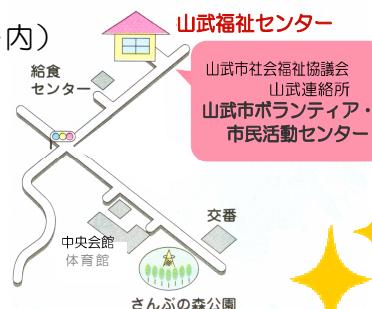 内）
山武福祉センター
給食
センター
山武市社会福祉協議会
山武連絡所
山武市ボランティア・
市民活動センター
交番
中央会館
体育館
さんぶの森公園